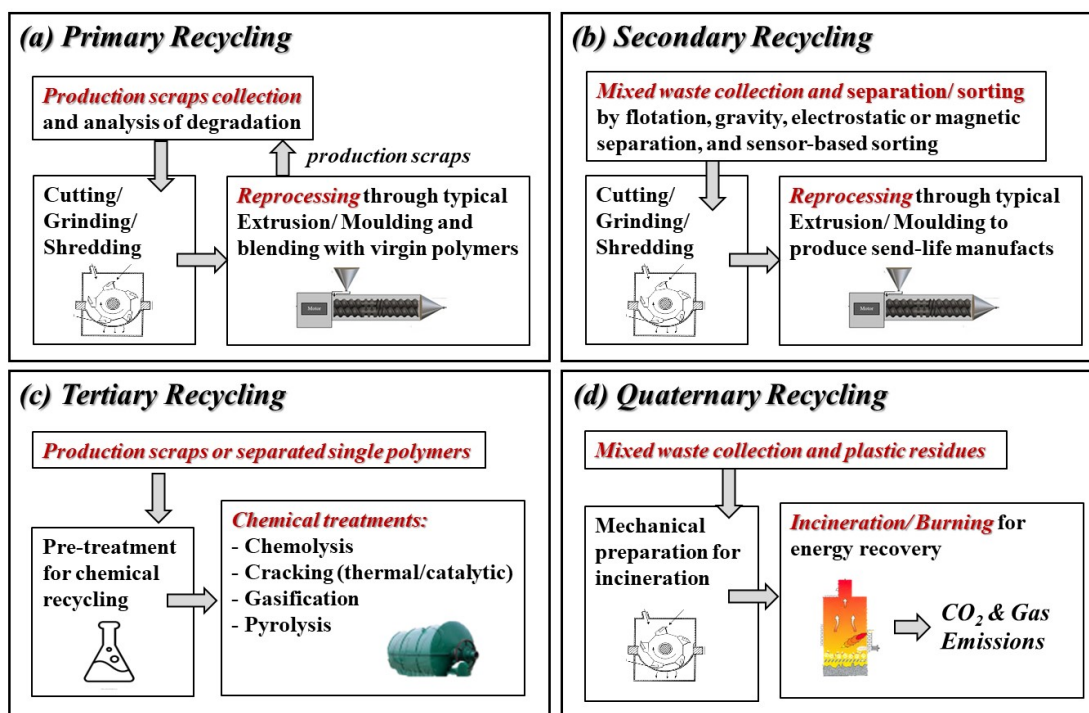 (a) Primary Recycling
Production scraps collection
and analysis of degradation
production scraps
Cutting/
Grinding/
Shredding
Reprocessing through typical
Extrusion/ Moulding and
blending with virgin polymers
Motor
(b) Secondary Recycling
Mixed waste collection and separation/ sorting
by flotation, gravity, electrostatic or magnetic
separation, and sensor-based sorting
Cutting/
Grinding/
Shredding
Reprocessing through typical
Extrusion/ Moulding to
produce send-life manufacts
Motor
(c) Tertiary Recycling
Production scraps or separated single polymers
Pre-treatment
for chemical
recycling
Chemical treatments:
- Chemolysis
- Cracking (thermal/catalytic)
- Gasification
- Pyrolysis
(d) Quaternary Recycling
Mixed waste collection and plastic residues
Mechanical
preparation for
incineration
Incineration/ Burning for
energy recovery
CO₂ & Gas
Emissions